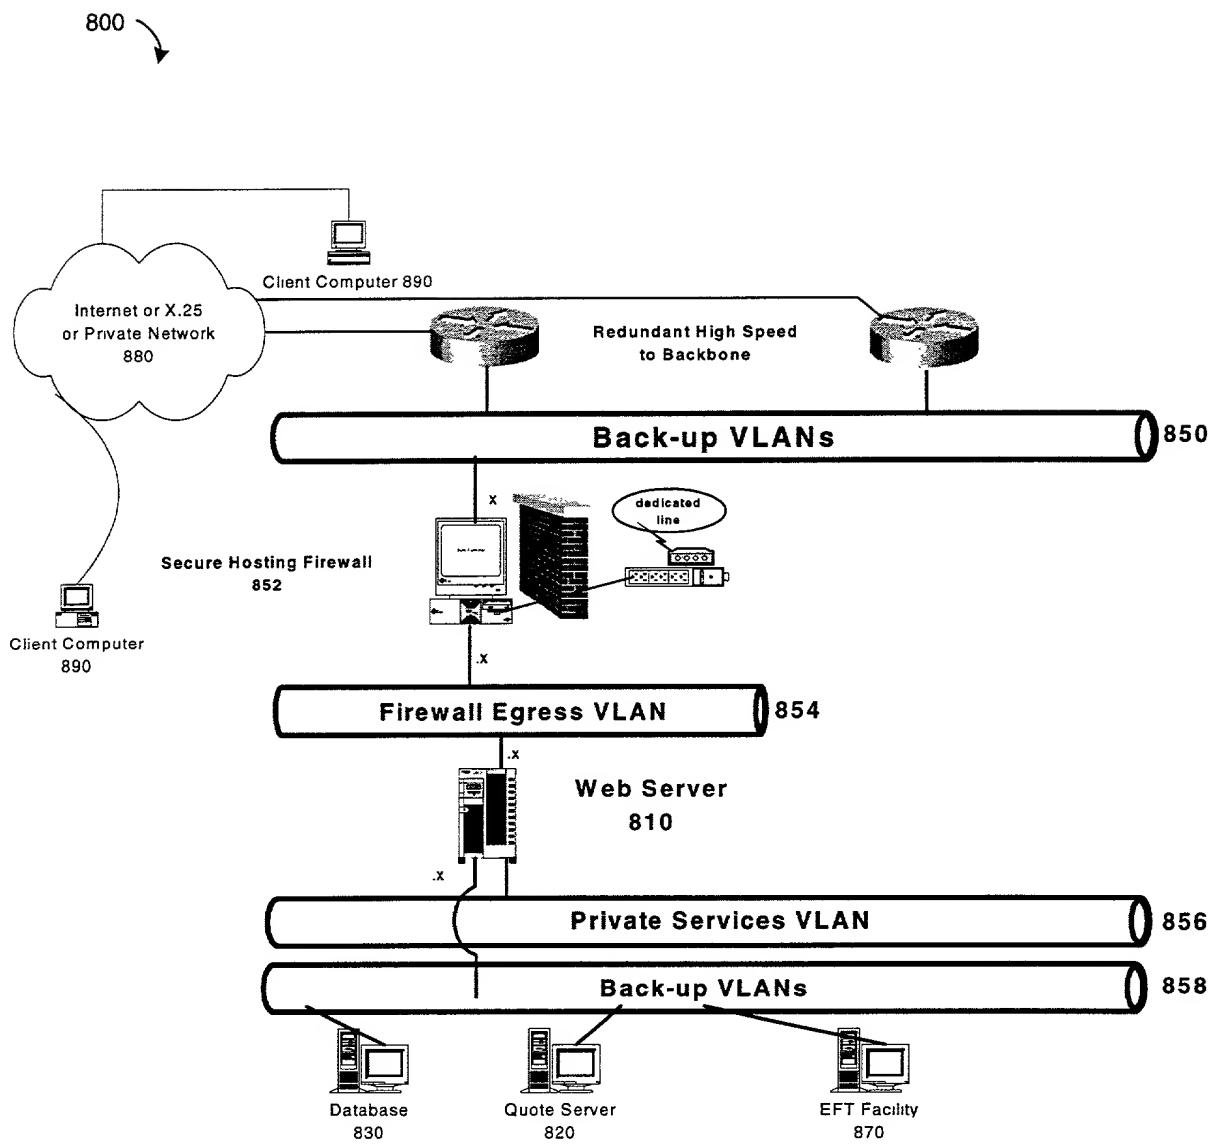 800
Client Computer 890
Internet or X.25
or Private Network
880
Redundant High Speed
to Backbone
Back-up VLANs
850
x
dedicated
line
Secure Hosting Firewall
852
Client Computer
890
.x
Firewall Egress VLAN
854
.x
Web Server
810
.x
Private Services VLAN
856
Back-up VLANs
858
Database
830
Quote Server
820
EFT Facility
870